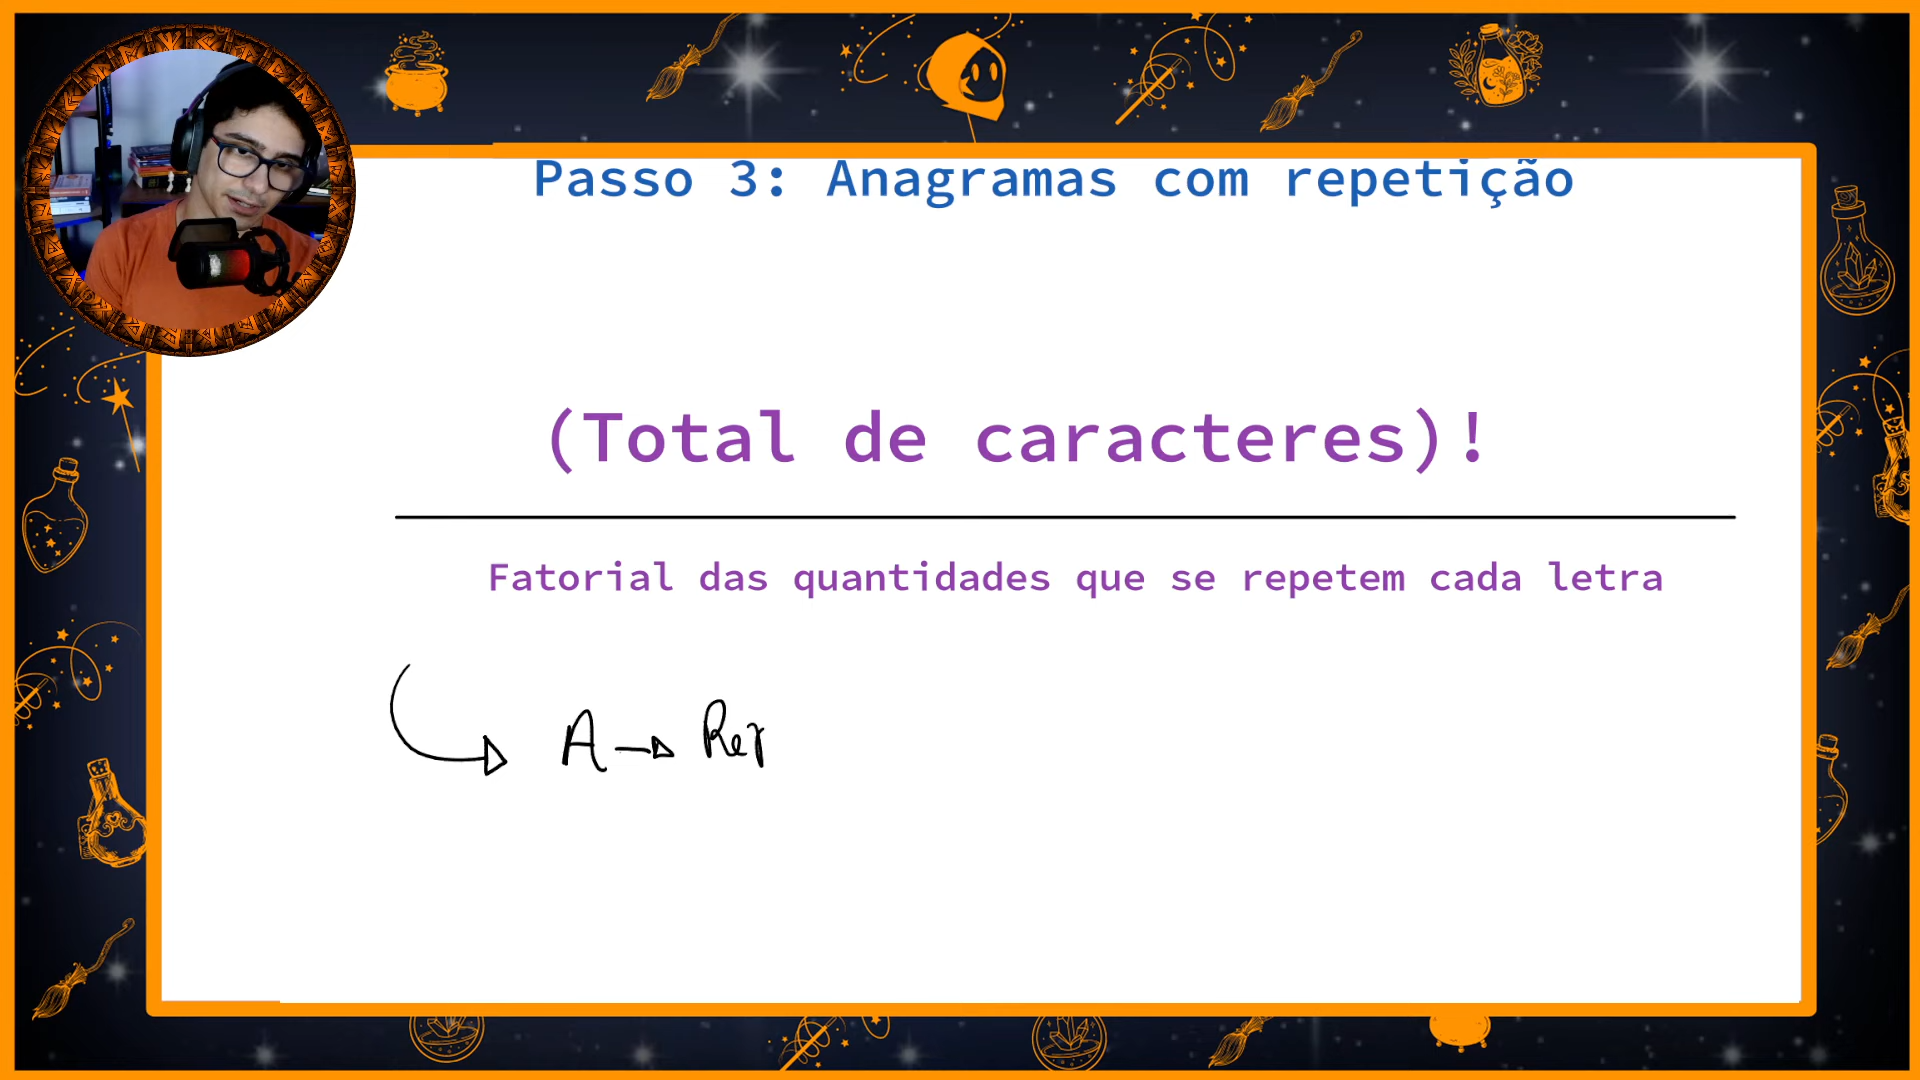 Passo 3: Anagramas com repetição
(Total de caracteres)!
Fatorial das quantidades que se repetem cada letra
A → Rep